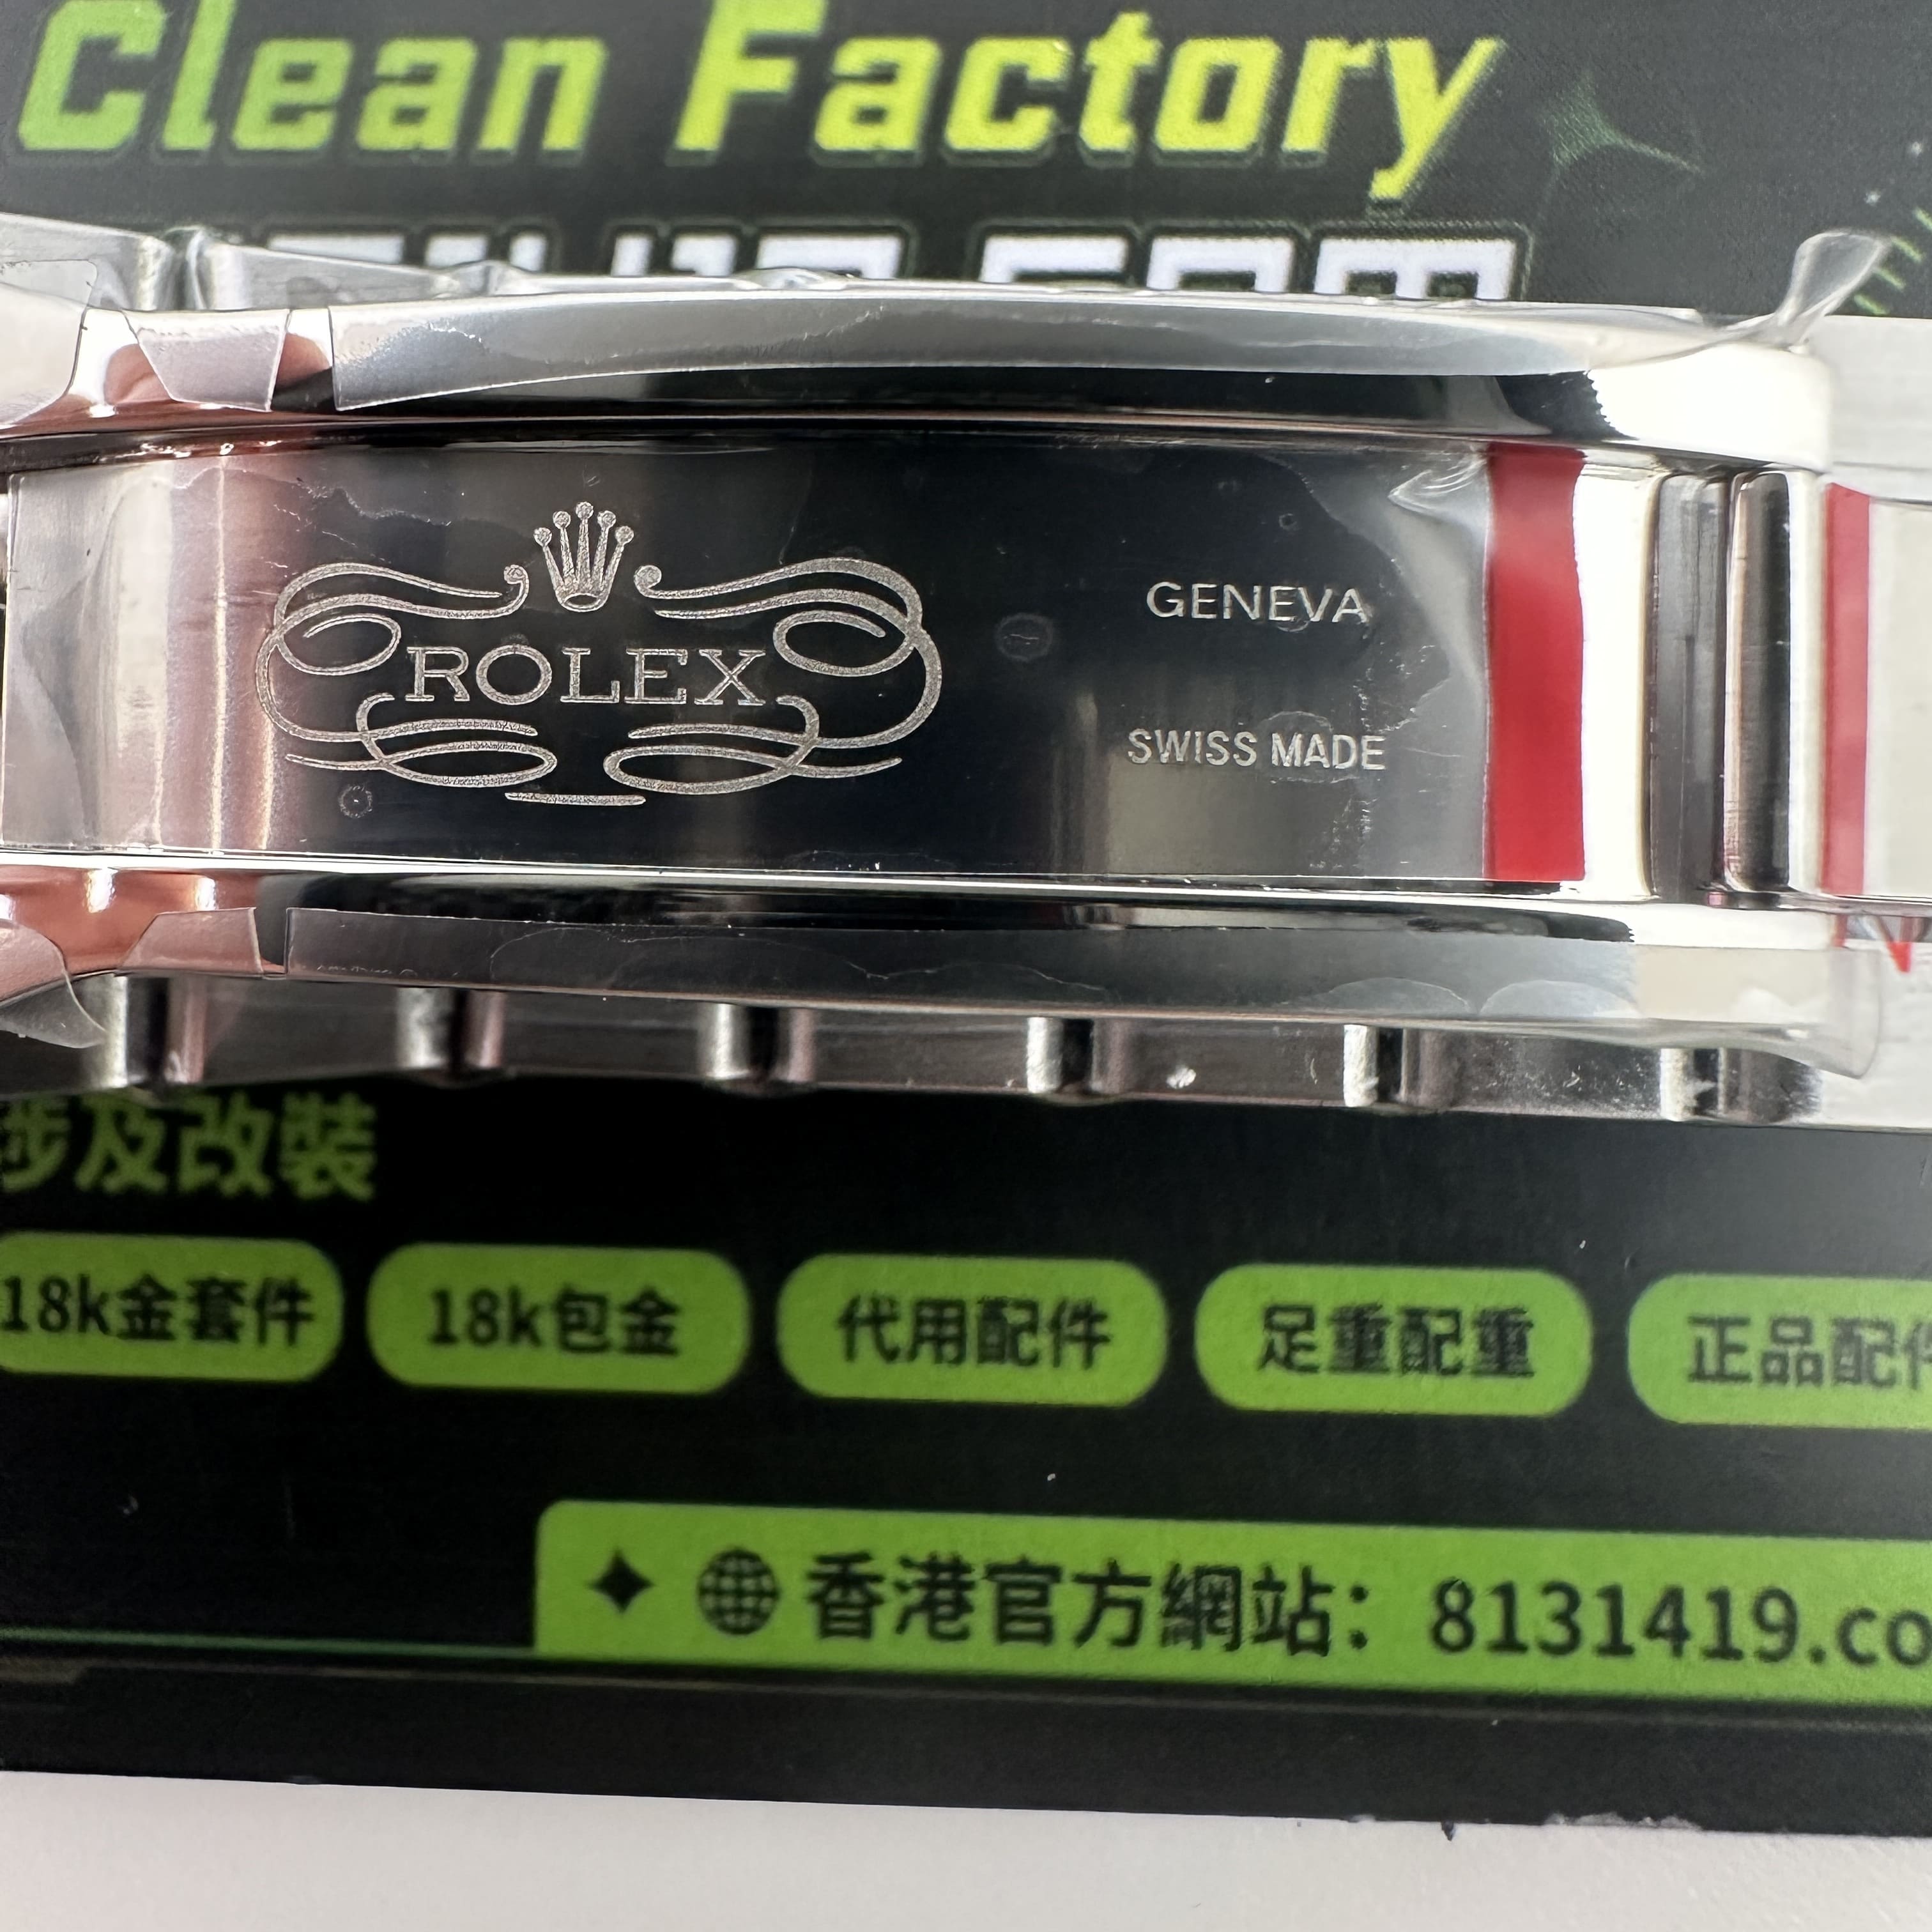 Clean Factory
ROLEX
GENEVA
SWISS MADE
涉及改裝
18k金套件
18k包金
代用配件
足重配重
正品配件
香港官方網站：8131419.co